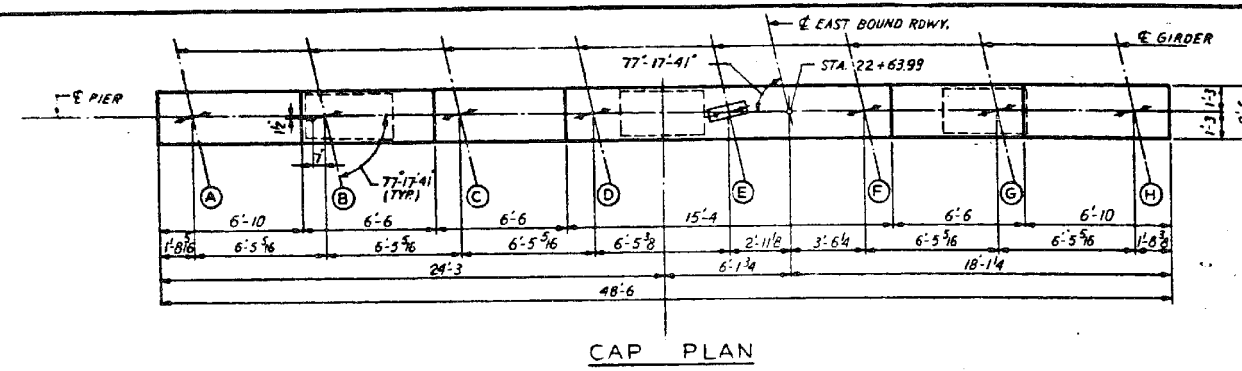 ℄ EAST BOUND RDWY.
℄ GIRDER
77°-17'-41"
STA. 22+63.99
℄ PIER
1½"
7"
77°-17'-41"
(TYP.)
1'-3
1'-3
A
B
C
D
E
F
G
H
6'-10
6'-6
6'-6
15'-4
6'-6
6'-10
1'-8 5/16
6'-5 5/16
6'-5 5/16
6'-5 5/16
6'-5 3/8
2'-11 1/8
3'-6 1/4
6'-5 5/16
6'-5 5/16
1'-8 3/8
24'-3
6'-1 3/4
18'-1 1/4
48'-6
CAP PLAN